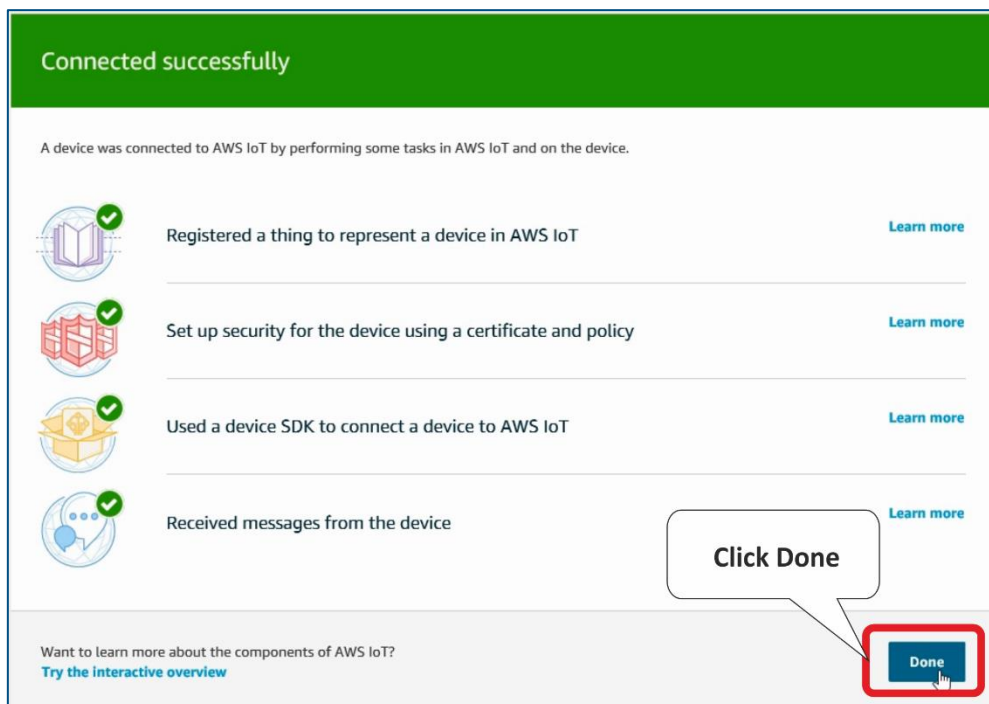 Connected successfully
A device was connected to AWS IoT by performing some tasks in AWS IoT and on the device.
Registered a thing to represent a device in AWS IoT
Learn more
Set up security for the device using a certificate and policy
Learn more
Used a device SDK to connect a device to AWS IoT
Learn more
Received messages from the device
Learn more
Click Done
Want to learn more about the components of AWS IoT?
Try the interactive overview
Done